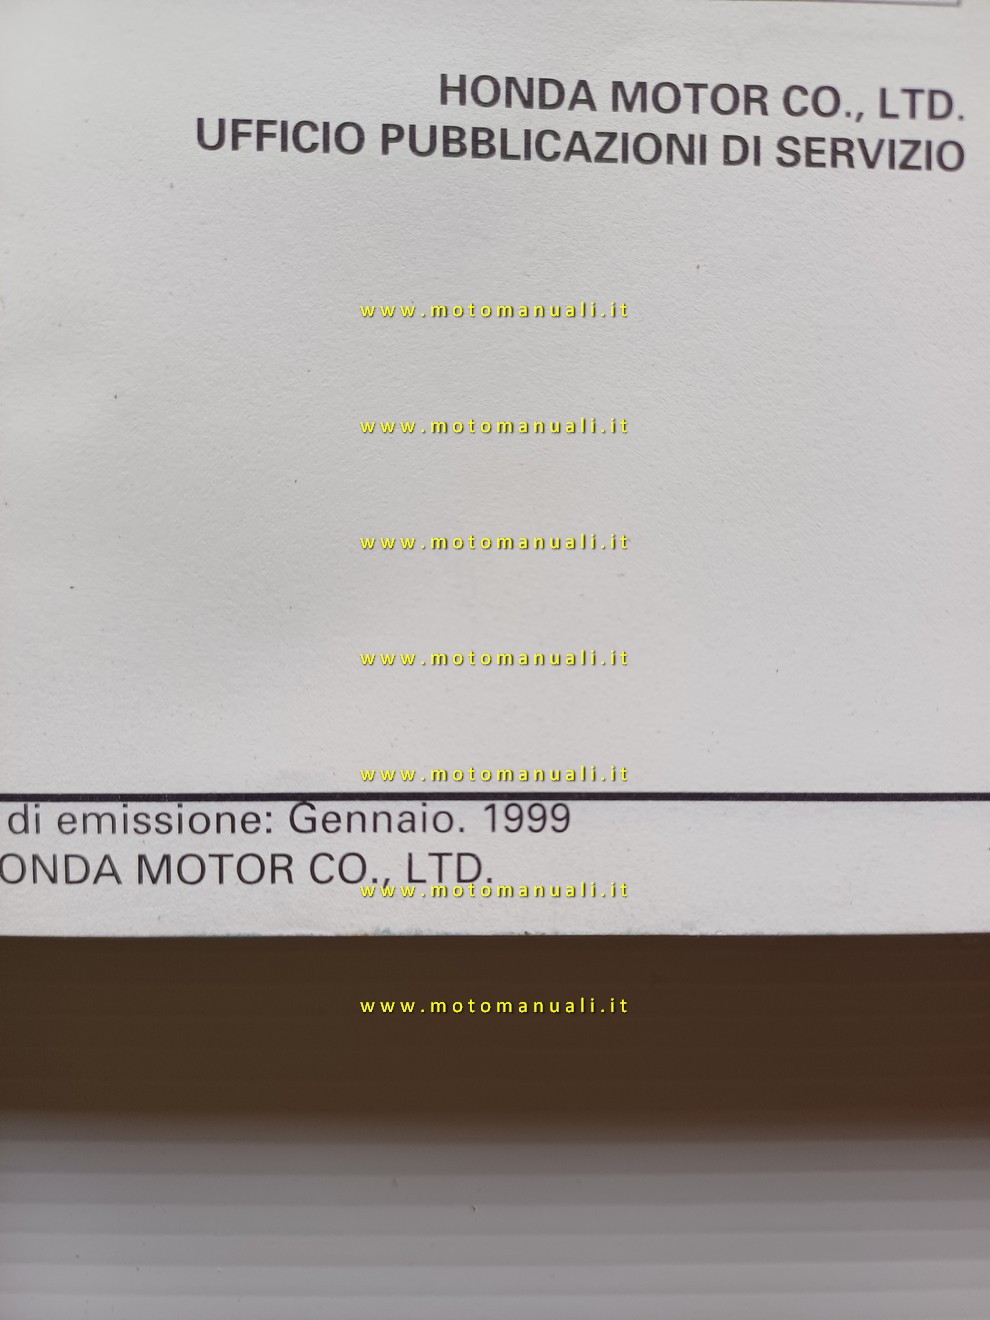 HONDA MOTOR CO., LTD.
UFFICIO PUBBLICAZIONI DI SERVIZIO
www.motomanuali.it
www.motomanuali.it
www.motomanuali.it
www.motomanuali.it
www.motomanuali.it
di emissione: Gennaio. 1999
ONDA MOTOR CO., LTD.
www.motomanuali.it
www.motomanuali.it